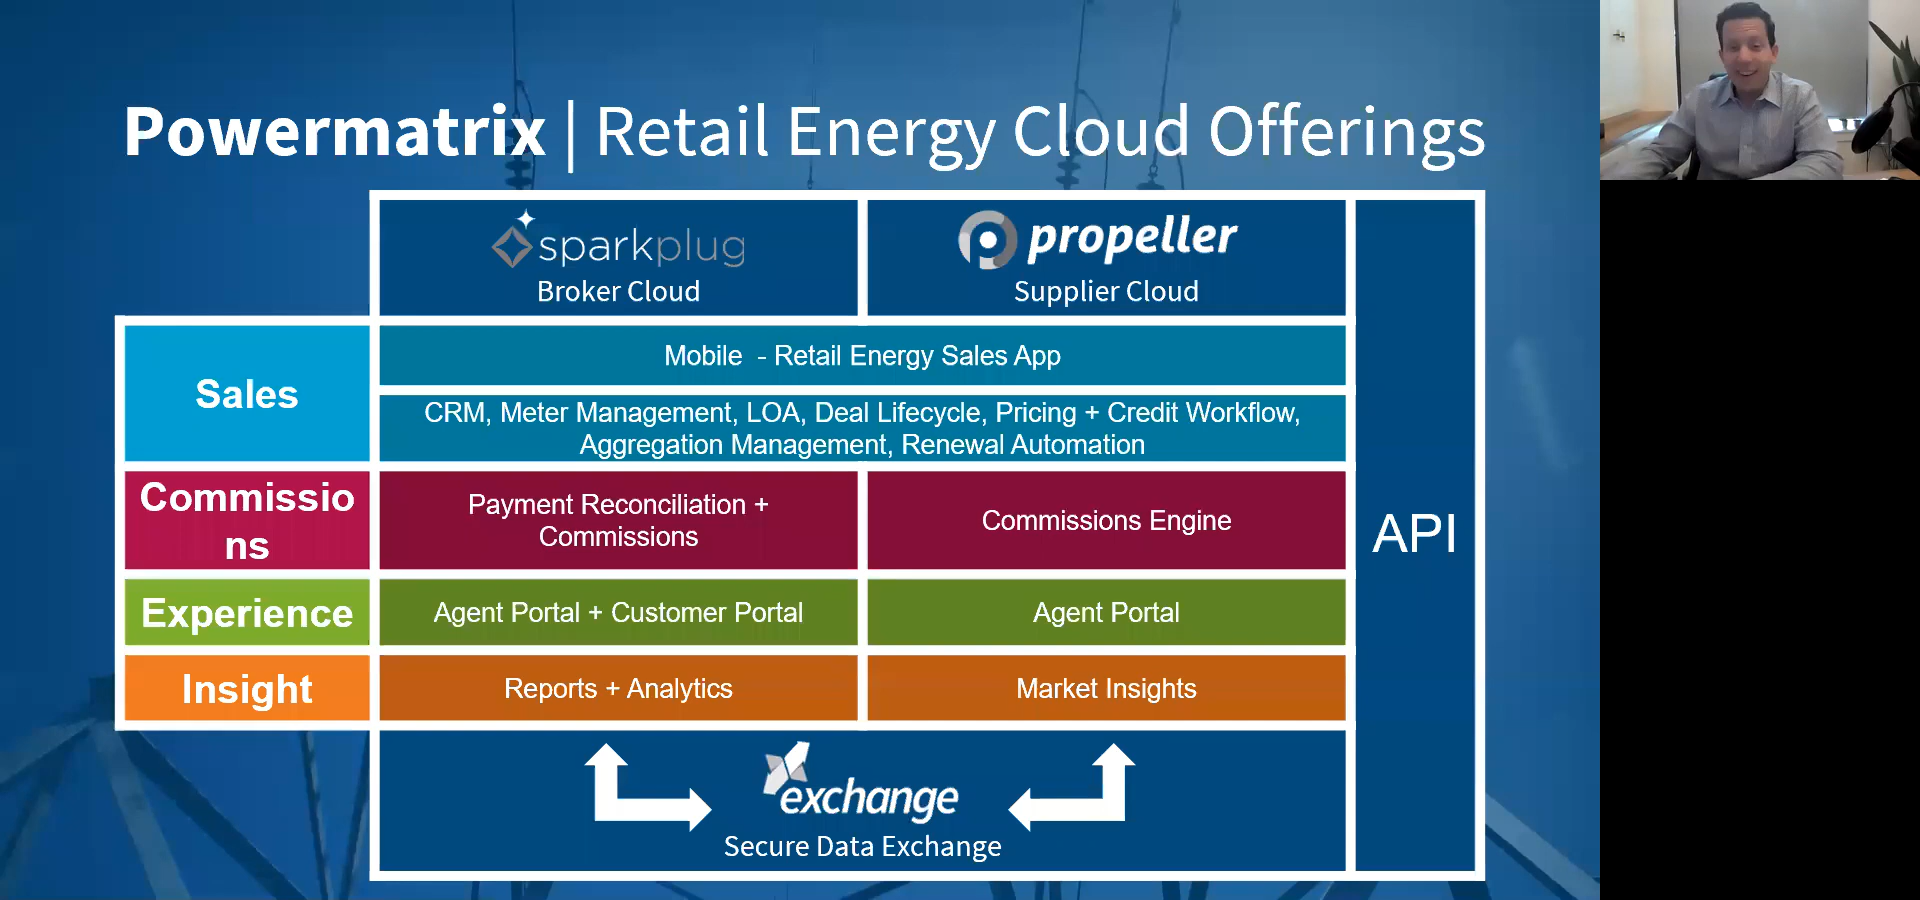 Powermatrix | Retail Energy Cloud Offerings
sparkplug
Broker Cloud
propeller
Supplier Cloud
Sales
Mobile - Retail Energy Sales App
CRM, Meter Management, LOA, Deal Lifecycle, Pricing + Credit Workflow,
Aggregation Management, Renewal Automation
Commissio
ns
Payment Reconciliation +
Commissions
Commissions Engine
API
Experience
Agent Portal + Customer Portal
Agent Portal
Insight
Reports + Analytics
Market Insights
exchange
Secure Data Exchange